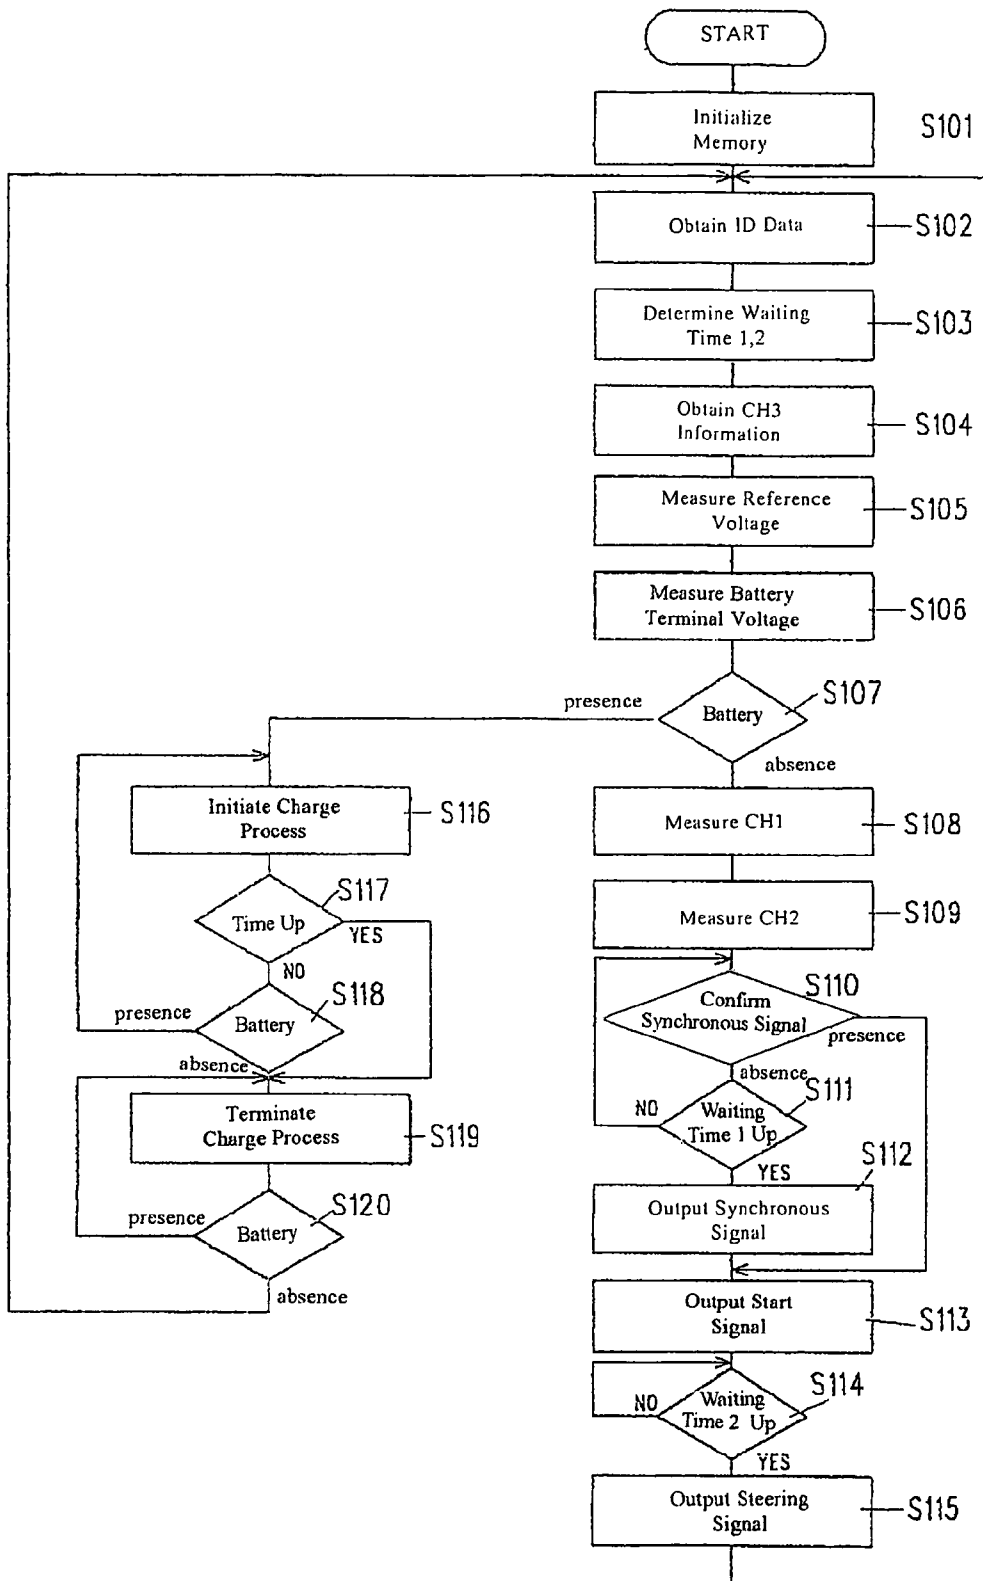 START
Initialize
Memory
S101
Obtain ID Data
S102
Determine Waiting
Time 1,2
S103
Obtain CH3
Information
S104
Measure Reference
Voltage
S105
Measure Battery
Terminal Voltage
S106
Battery
S107
presence
absence
Initiate Charge
Process
S116
Measure CH1
S108
Time Up
S117
YES
NO
Measure CH2
S109
Battery
S118
presence
absence
Confirm
Synchronous Signal
S110
presence
absence
Terminate
Charge Process
S119
Waiting
Time 1 Up
S111
NO
YES
Output Synchronous
Signal
S112
Battery
S120
presence
absence
Output Start
Signal
S113
Waiting
Time 2 Up
S114
NO
YES
Output Steering
Signal
S115